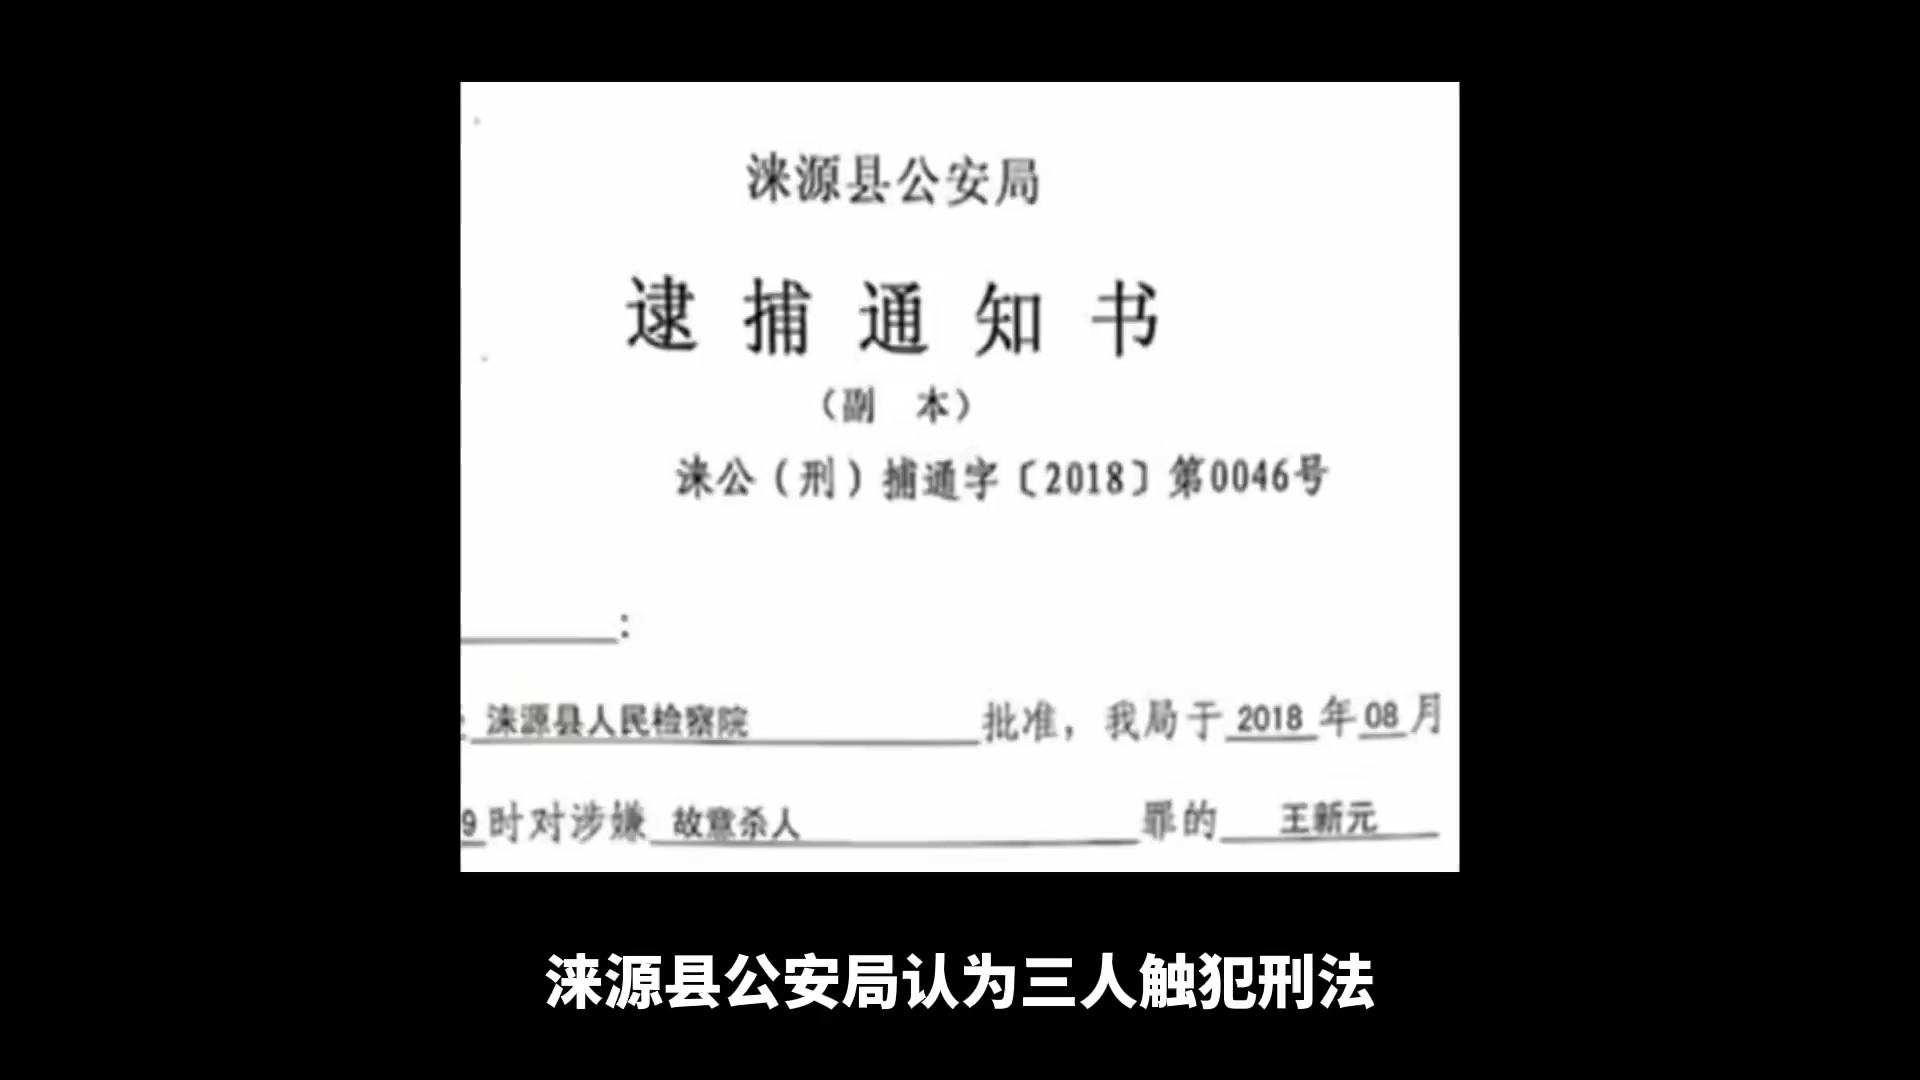 涞源县公安局
逮捕通知书
（副 本）
涞公（刑）捕通字〔2018〕第0046号
：
涞源县人民检察院 批准，我局于 2018 年 08 月
9 时对涉嫌 故意杀人 罪的 王新元
涞源县公安局认为三人触犯刑法